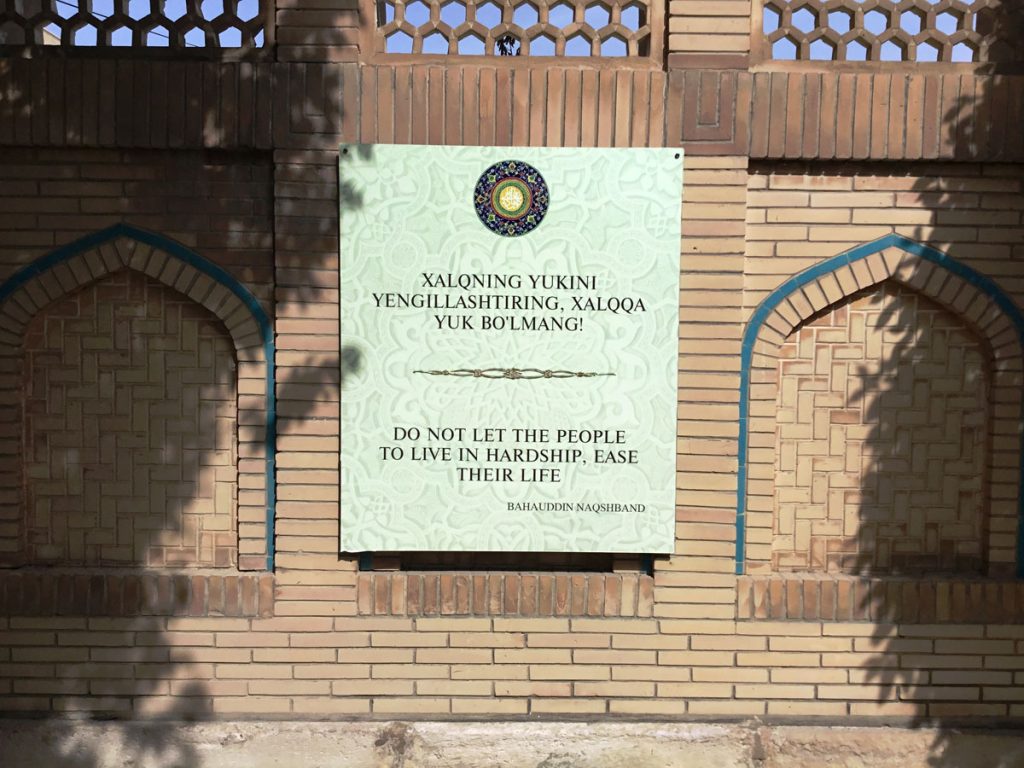 XALQNING YUKINI
YENGILLASHTIRING, XALQQA
YUK BO'LMANG!
DO NOT LET THE PEOPLE
TO LIVE IN HARDSHIP, EASE
THEIR LIFE
BAHAUDDIN NAQSHBAND